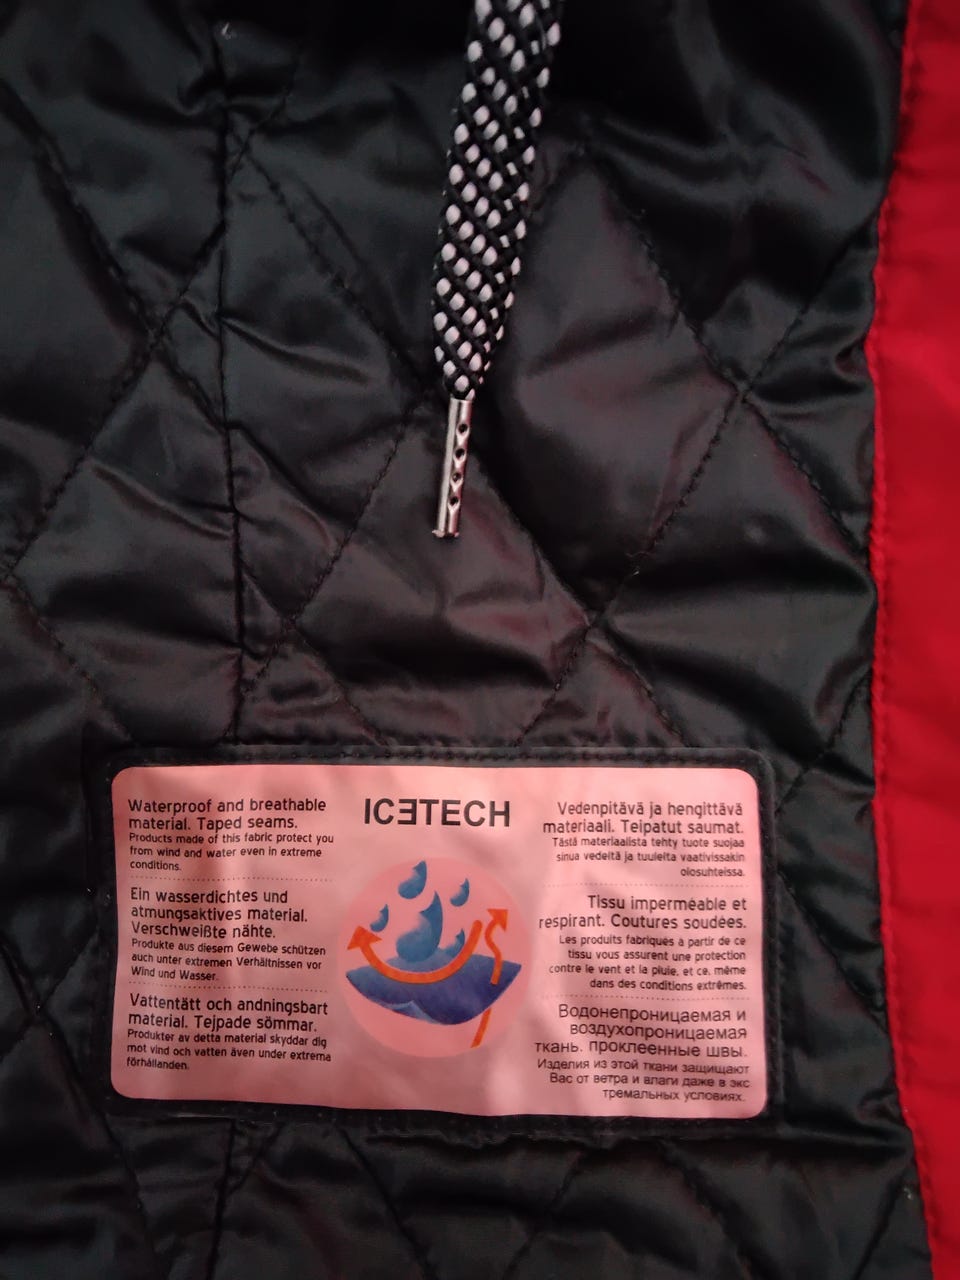 Waterproof and breathable
material. Taped seams.
Products made of this fabric protect you
from wind and water even in extreme
conditions.
Ein wasserdichtes und
atmungsaktives material.
Verschweißte nähte.
Produkte aus diesem Gewebe schützen
auch unter extremen Verhältnissen vor
Wind und Wasser.
Vattentätt och andningsbart
material. Tejpade sömmar.
Produkter av detta material skyddar dig
mot vind och vatten även under extrema
förhållanden.
ICƎTECH
Vedenpitävä ja hengittävä
materiaali. Teipatut saumat.
Tästä materiaalista tehty tuote suojaa
sinua vedeltä ja tuulelta vaativissakin
olosuhteissa.
Tissu imperméable et
respirant. Coutures soudées.
Les produits fabriqués à partir de ce
tissu vous assurent une protection
contre le vent et la pluie, et ce, même
dans des conditions extrêmes.
Водонепроницаемая и
воздухопроницаемая
ткань. проклеенные швы.
Изделия из этой ткани защищают
Вас от ветра и влаги даже в экс
тремальных условиях.